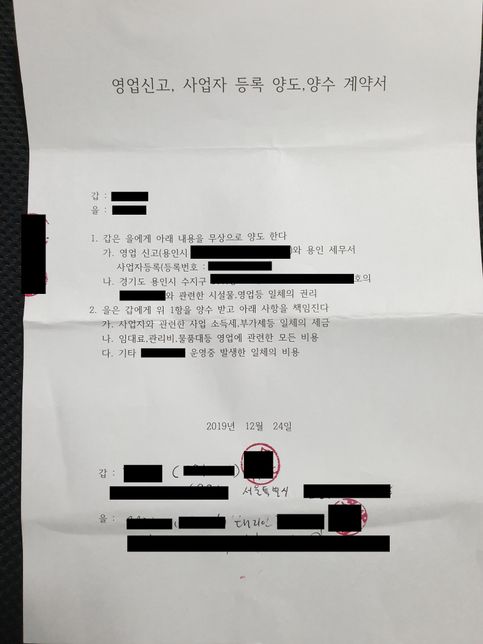 영업신고, 사업자 등록 양도,양수 계약서
갑 :
을 :
1. 갑은 을에게 아래 내용을 무상으로 양도 한다
가. 영업 신고(용인시 )와 용인 세무서
사업자등록(등록번호 :
나. 경기도 용인시 수지구 호의
와 관련한 시설물,영업등 일체의 권리
2. 을은 갑에게 위 1항을 양수 받고 아래 사항을 책임진다
가. 사업자와 관련한 사업 소득세,부가세등 일체의 세금
나. 임대료,관리비,물품대등 영업에 관련한 모든 비용
다. 기타 운영중 발생한 일체의 비용
2019년 12월 24일
갑 : ( )
서울특별시
을 : ( 대리인